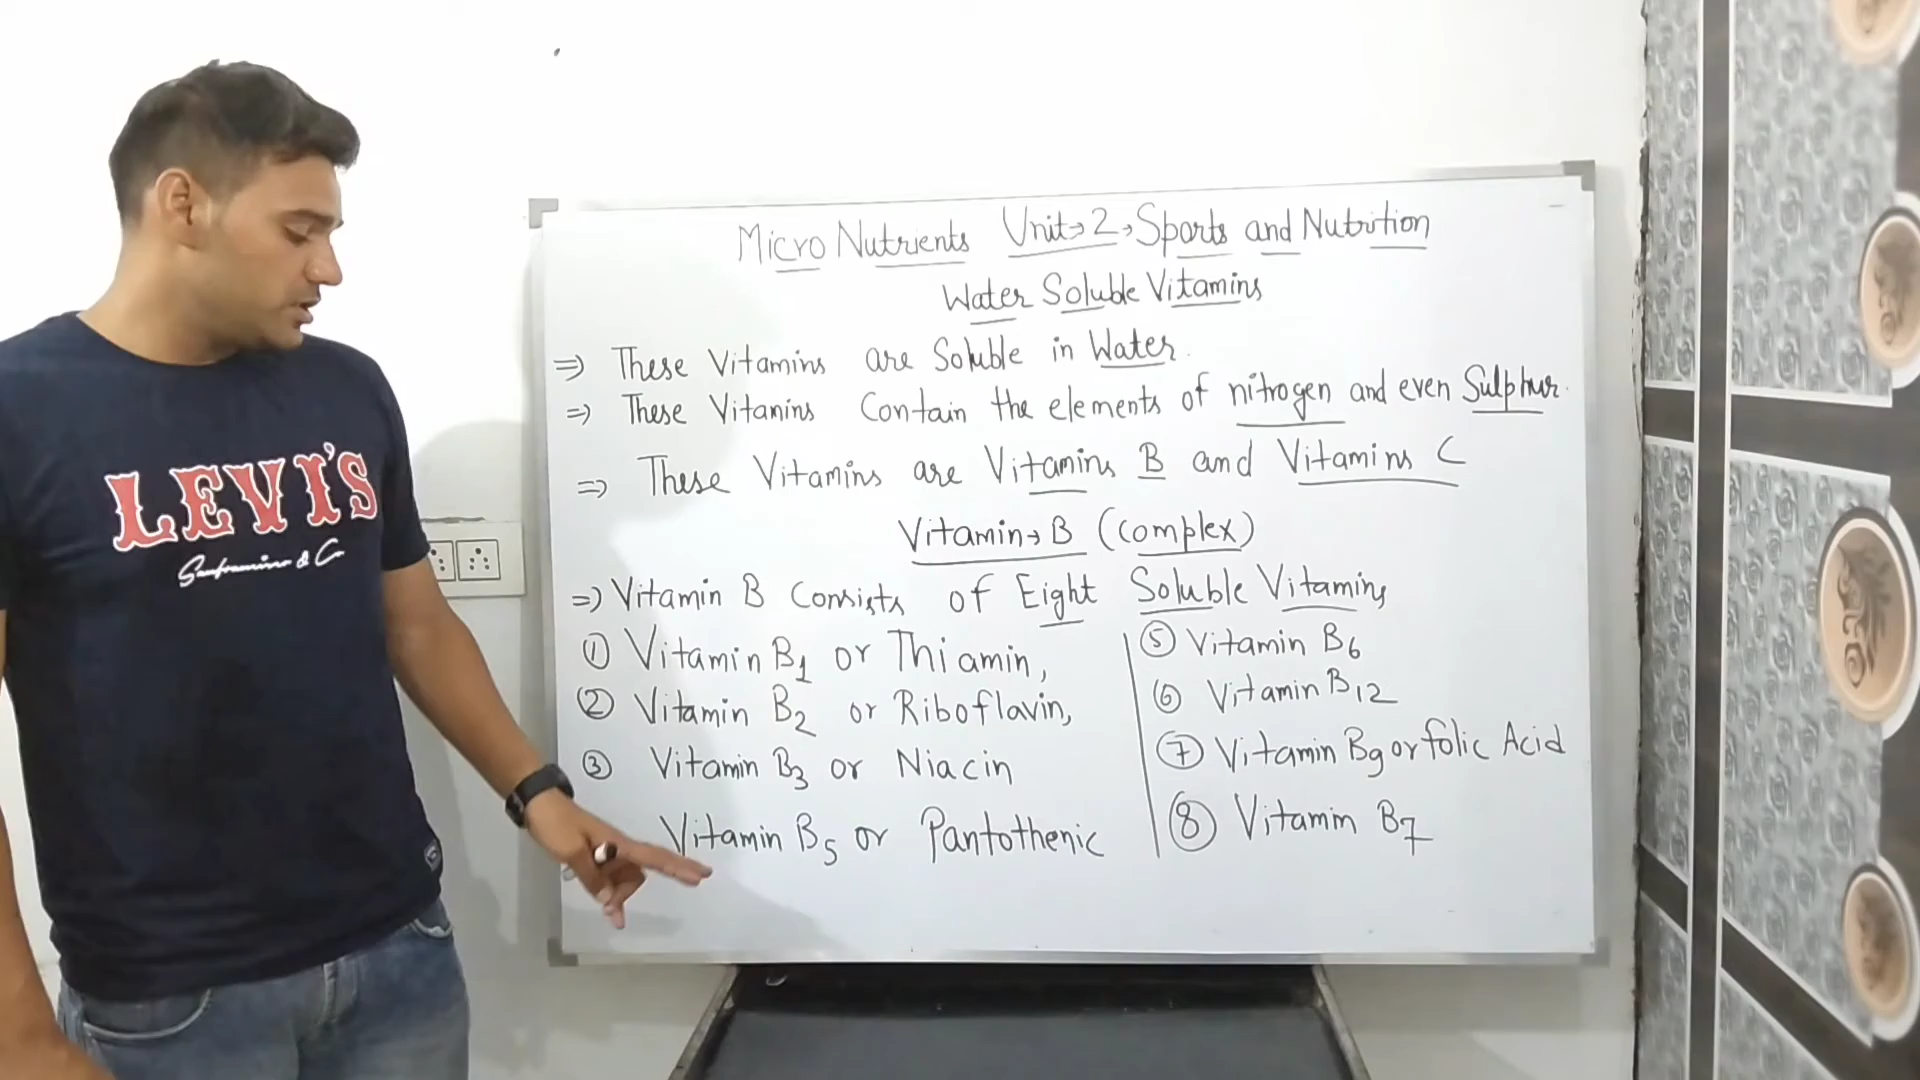 Micro Nutrients Unit→2, Sports and Nutrition
Water Soluble Vitamins
⇒ These Vitamins are Soluble in Water.
⇒ These Vitamins Contain the elements of nitrogen and even Sulphur.
⇒ These Vitamins are Vitamins B and Vitamins C
Vitamin→B (Complex)
⇒ Vitamin B Consists of Eight Soluble Vitamins
① Vitamin B1 or Thiamin,
② Vitamin B2 or Riboflavin,
③ Vitamin B3 or Niacin
Vitamin B5 or Pantothenic
⑤ Vitamin B6
⑥ Vitamin B12
⑦ Vitamin B9 or folic Acid
⑧ Vitamin B7
LEVI'S